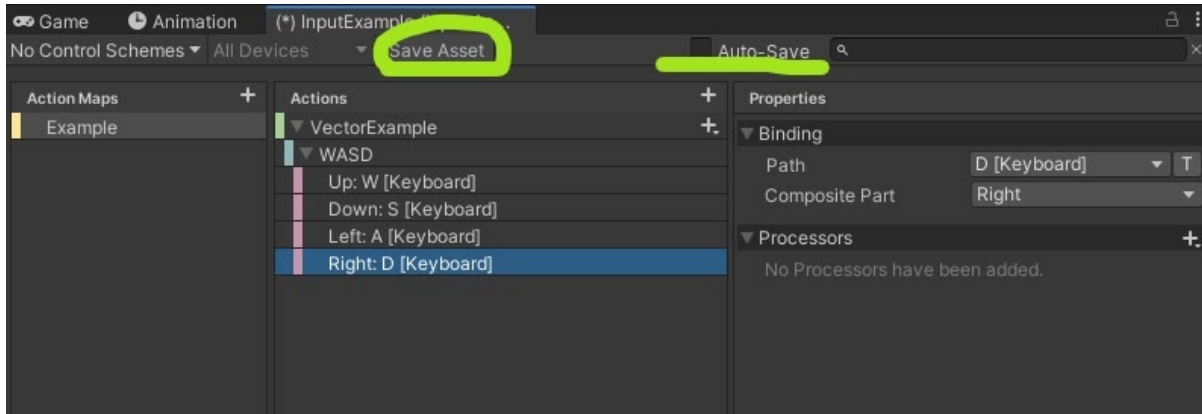 Game Animation (*) InputExample
No Control Schemes All Devices Save Asset Auto-Save
Action Maps
Example
Actions
VectorExample
WASD
Up: W [Keyboard]
Down: S [Keyboard]
Left: A [Keyboard]
Right: D [Keyboard]
Properties
Binding
Path D [Keyboard] T
Composite Part Right
Processors
No Processors have been added.